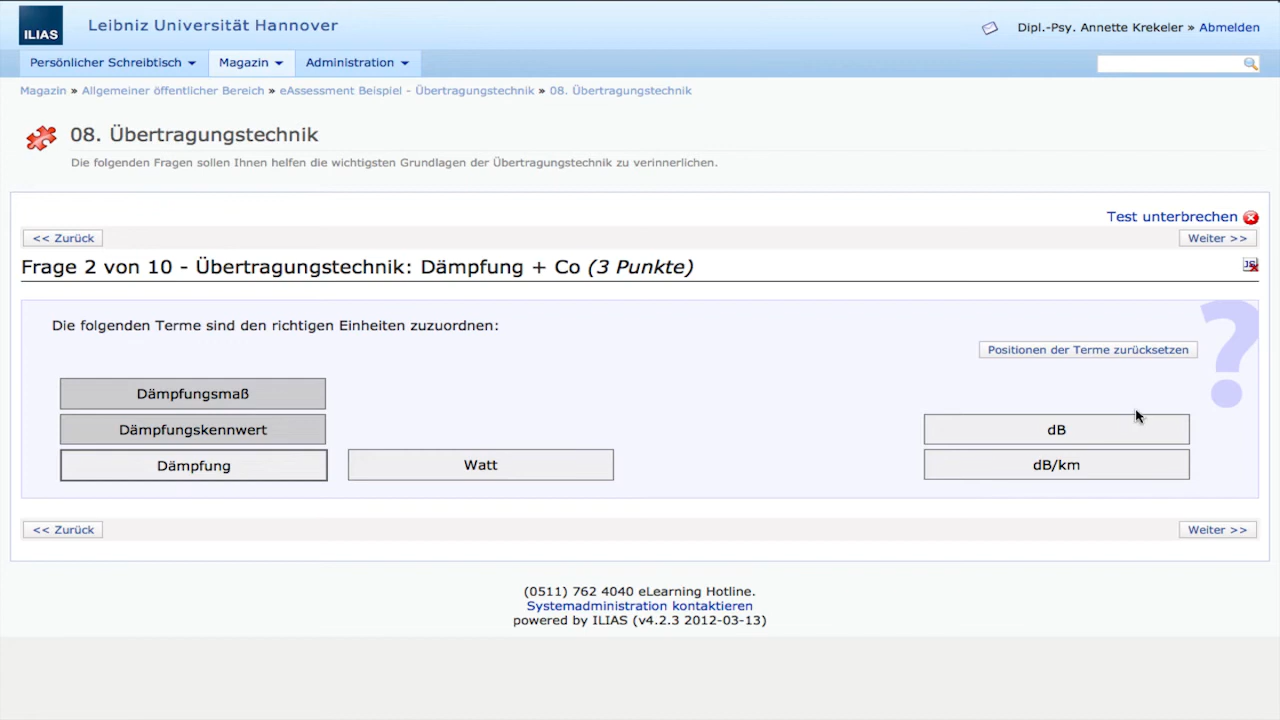 ILIAS
Leibniz Universität Hannover
Dipl.-Psy. Annette Krekeler » Abmelden
Persönlicher Schreibtisch Magazin Administration
Magazin » Allgemeiner öffentlicher Bereich » eAssessment Beispiel - Übertragungstechnik » 08. Übertragungstechnik
08. Übertragungstechnik
Die folgenden Fragen sollen Ihnen helfen die wichtigsten Grundlagen der Übertragungstechnik zu verinnerlichen.
Test unterbrechen
<< Zurück Weiter >>
Frage 2 von 10 - Übertragungstechnik: Dämpfung + Co (3 Punkte)
JS
Die folgenden Terme sind den richtigen Einheiten zuzuordnen:
?
Positionen der Terme zurücksetzen
Dämpfungsmaß
Dämpfungskennwert dB
Dämpfung Watt dB/km
<< Zurück Weiter >>
(0511) 762 4040 eLearning Hotline.
Systemadministration kontaktieren
powered by ILIAS (v4.2.3 2012-03-13)